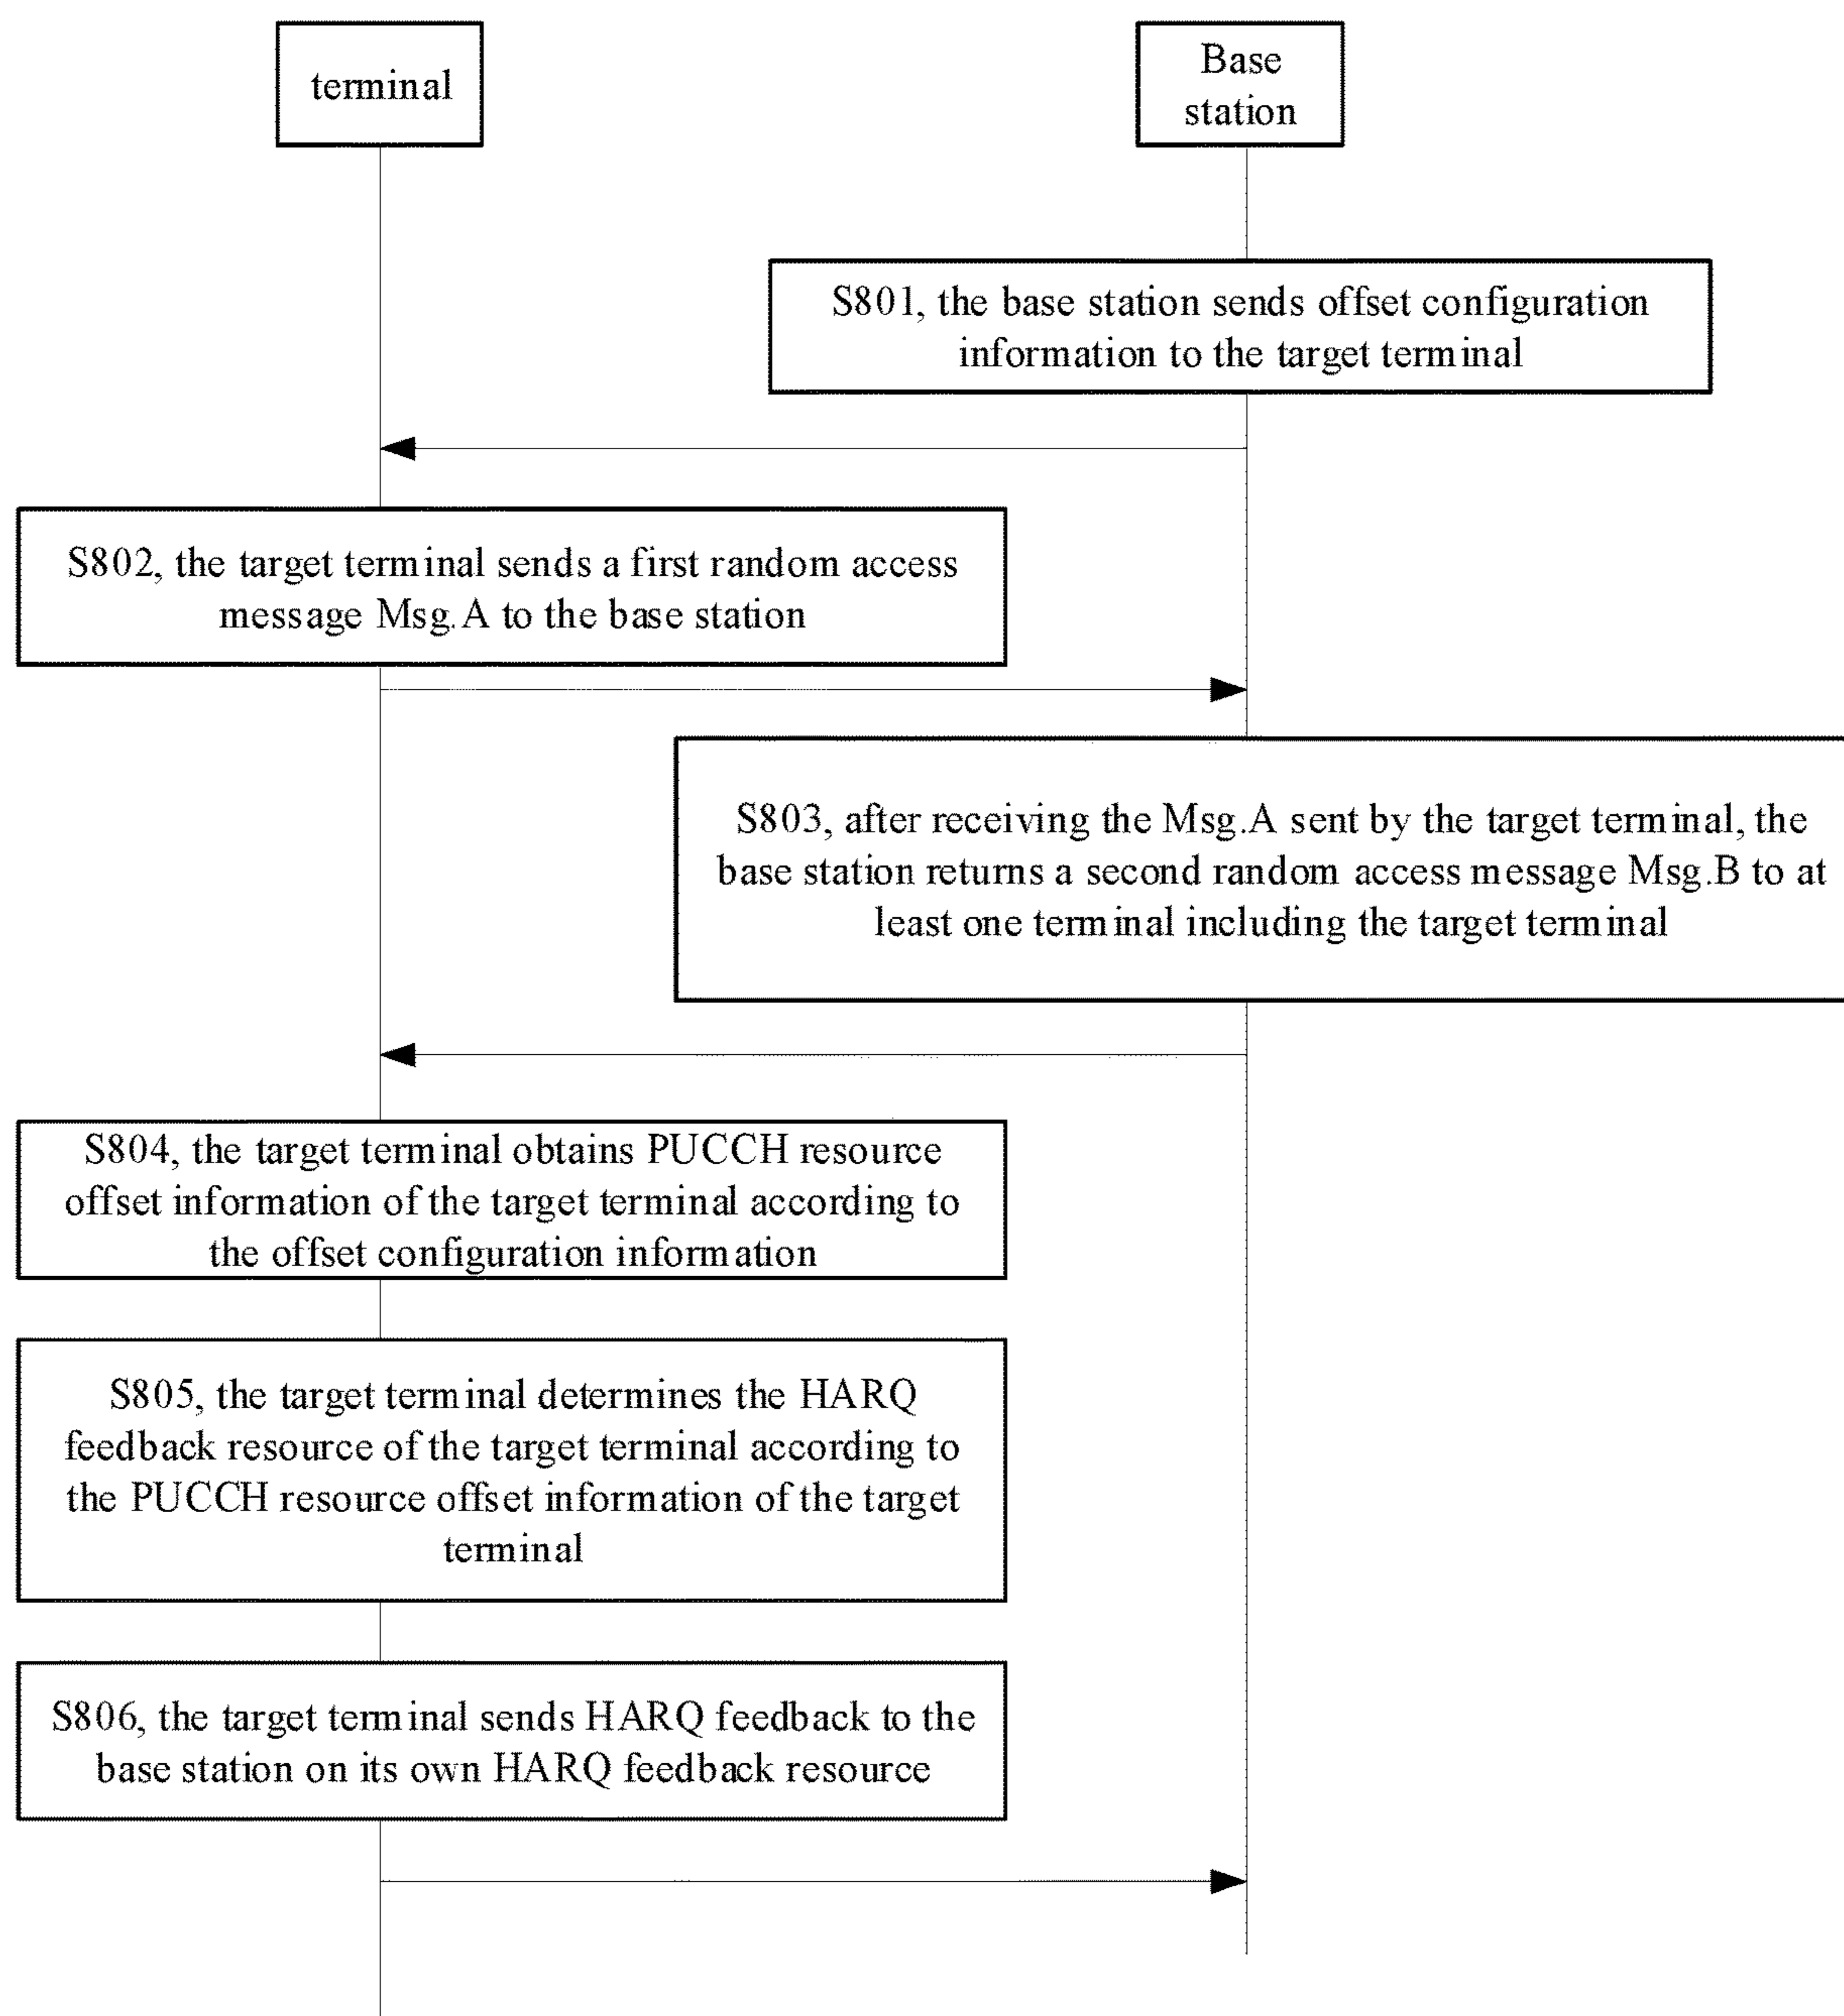 terminal
Base
station
S801, the base station sends offset configuration
information to the target terminal
S802, the target terminal sends a first random access
message Msg.A to the base station
S803, after receiving the Msg.A sent by the target terminal, the
base station returns a second random access message Msg.B to at
least one terminal including the target terminal
S804, the target terminal obtains PUCCH resource
offset information of the target terminal according to
the offset configuration information
S805, the target terminal determines the HARQ
feedback resource of the target terminal according to
the PUCCH resource offset information of the target
terminal
S806, the target terminal sends HARQ feedback to the
base station on its own HARQ feedback resource